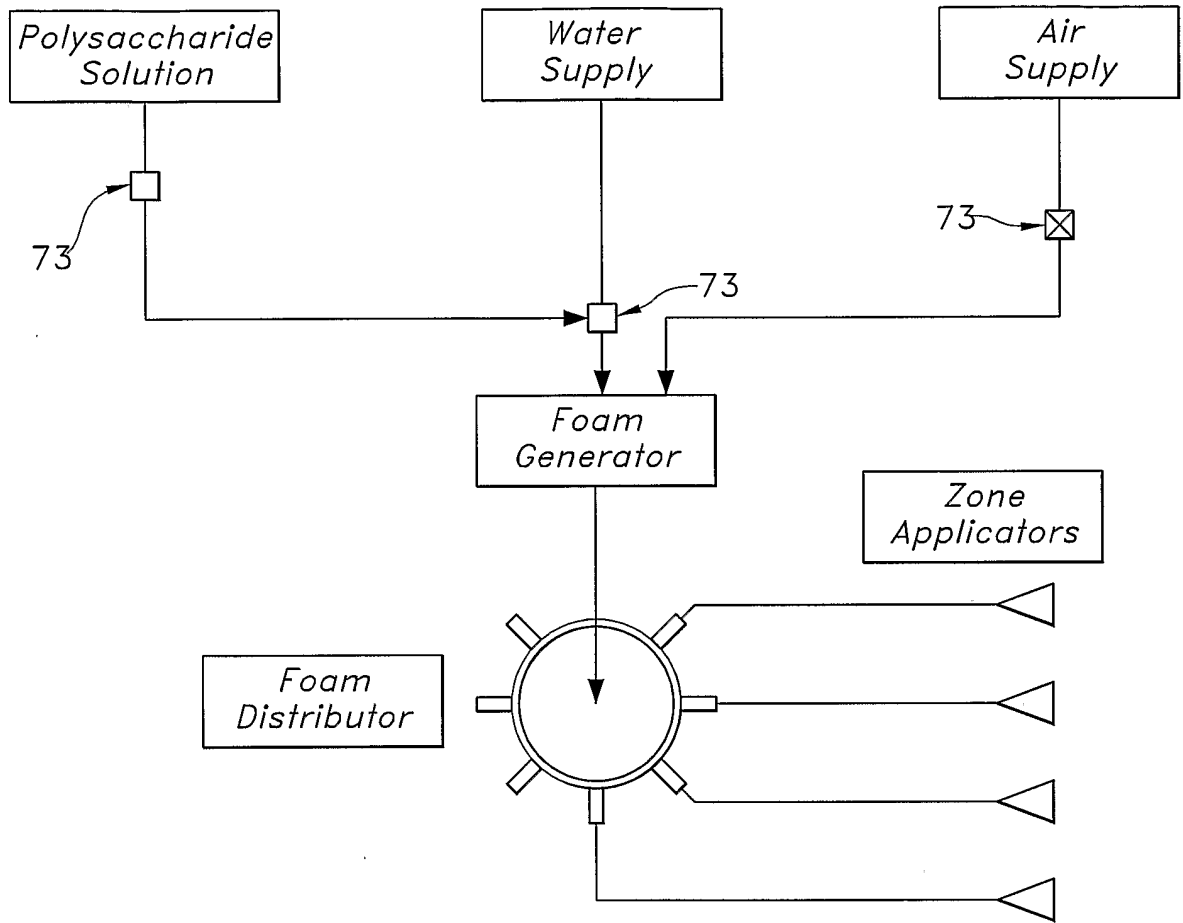 Polysaccharide
Solution
Water
Supply
Air
Supply
73
73
73
Foam
Generator
Zone
Applicators
Foam
Distributor